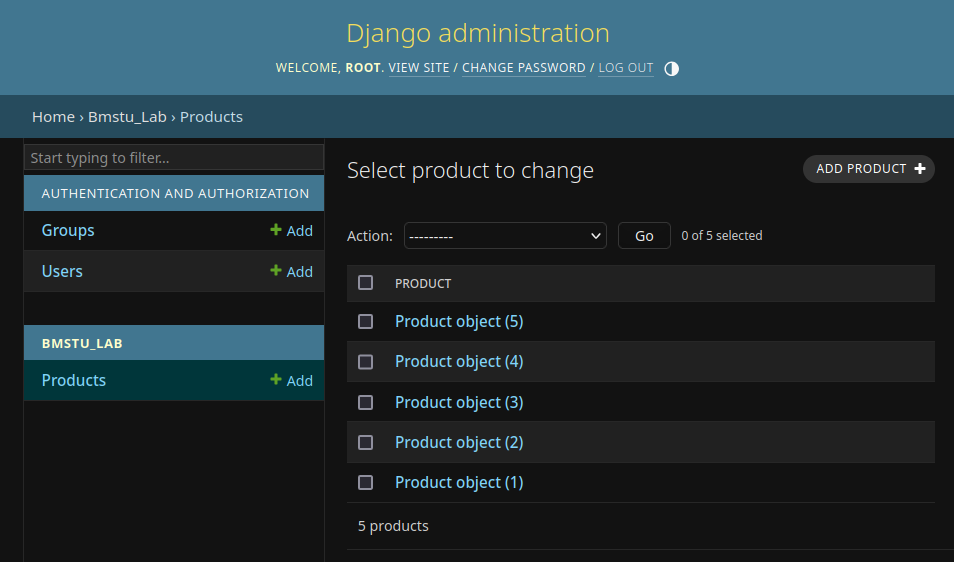 Django administration
WELCOME, ROOT. VIEW SITE / CHANGE PASSWORD / LOG OUT
Home › Bmstu_Lab › Products
Start typing to filter...
AUTHENTICATION AND AUTHORIZATION
Groups + Add
Users + Add
BMSTU_LAB
Products + Add
Select product to change
ADD PRODUCT +
Action: --------- Go 0 of 5 selected
PRODUCT
Product object (5)
Product object (4)
Product object (3)
Product object (2)
Product object (1)
5 products